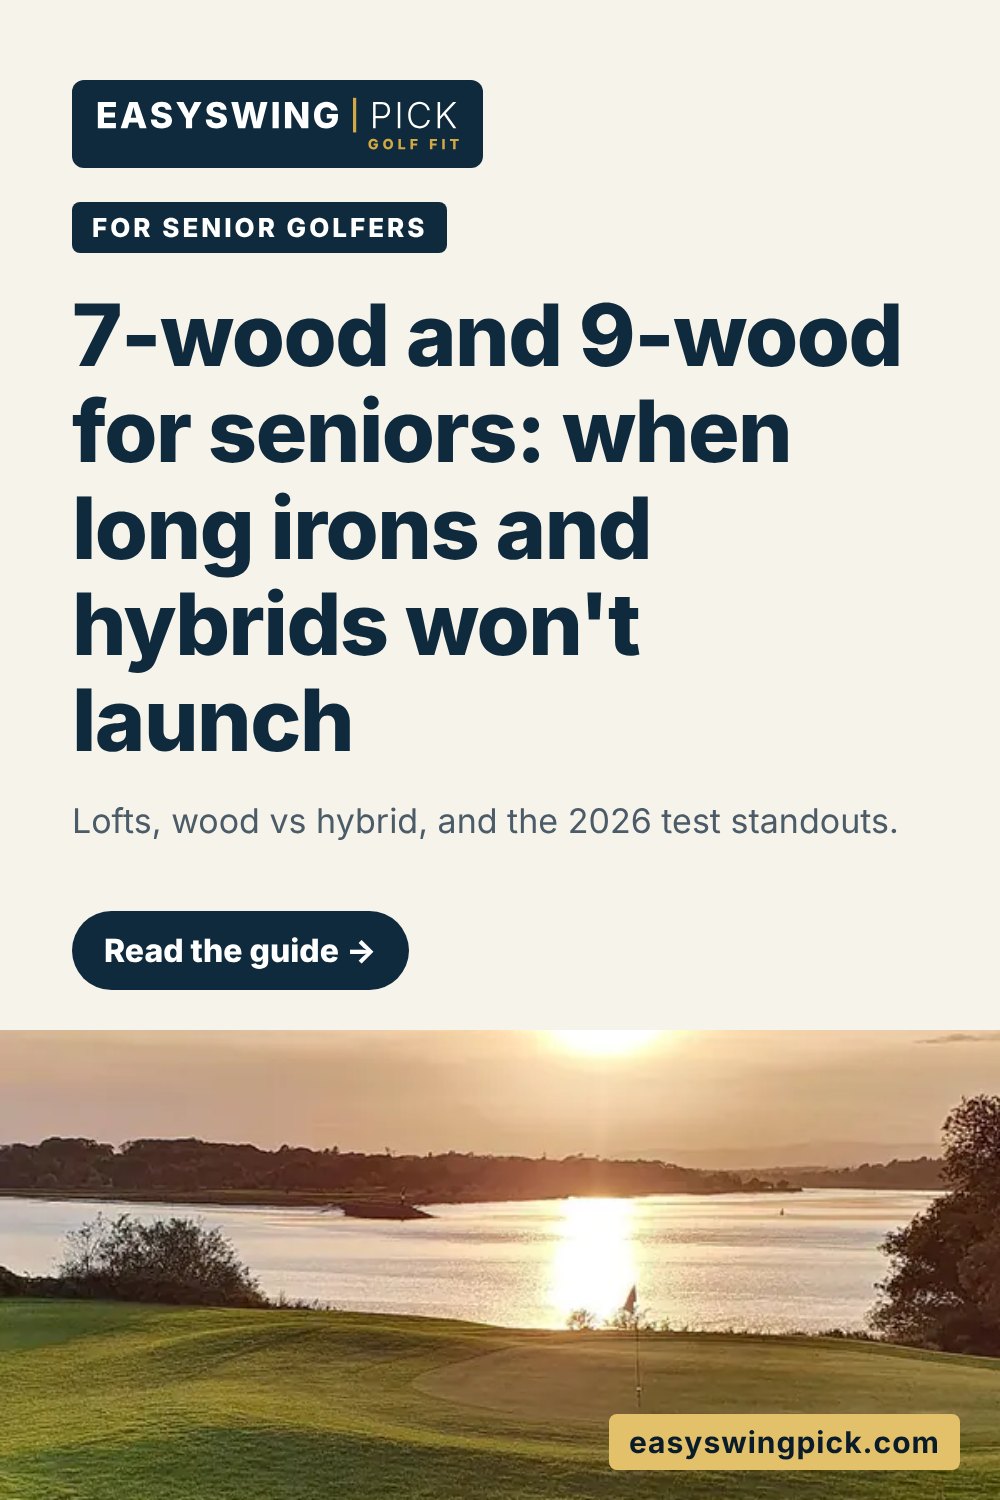 EASYSWING | PICK
GOLF FIT
FOR SENIOR GOLFERS
7-wood and 9-wood
for seniors: when
long irons and
hybrids won't
launch
Lofts, wood vs hybrid, and the 2026 test standouts.
Read the guide →
easyswingpick.com